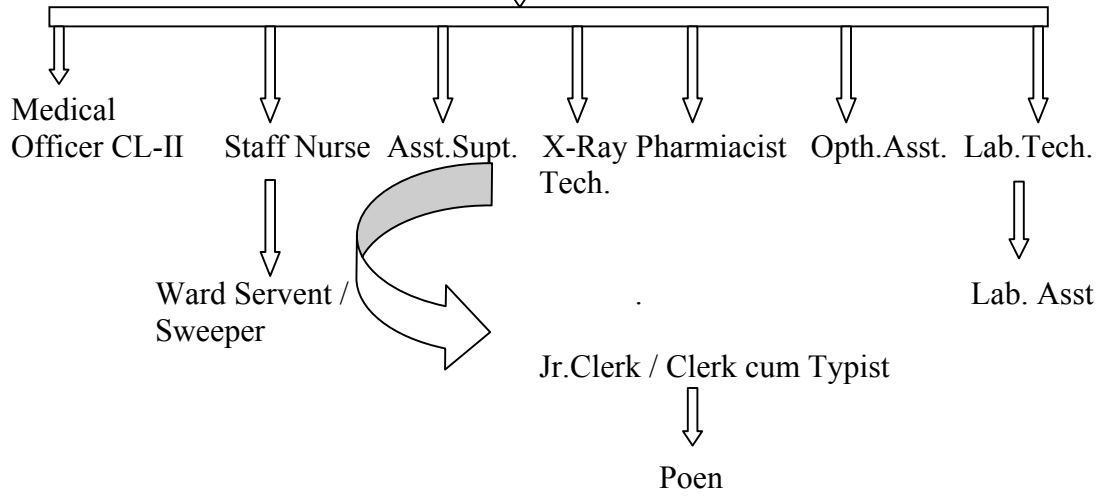 Medical
Officer CL-II Staff Nurse Asst.Supt. X-Ray Pharmiacist Opth.Asst. Lab.Tech.
Tech.
Ward Servent / . Lab. Asst
Sweeper
Jr.Clerk / Clerk cum Typist
Poen